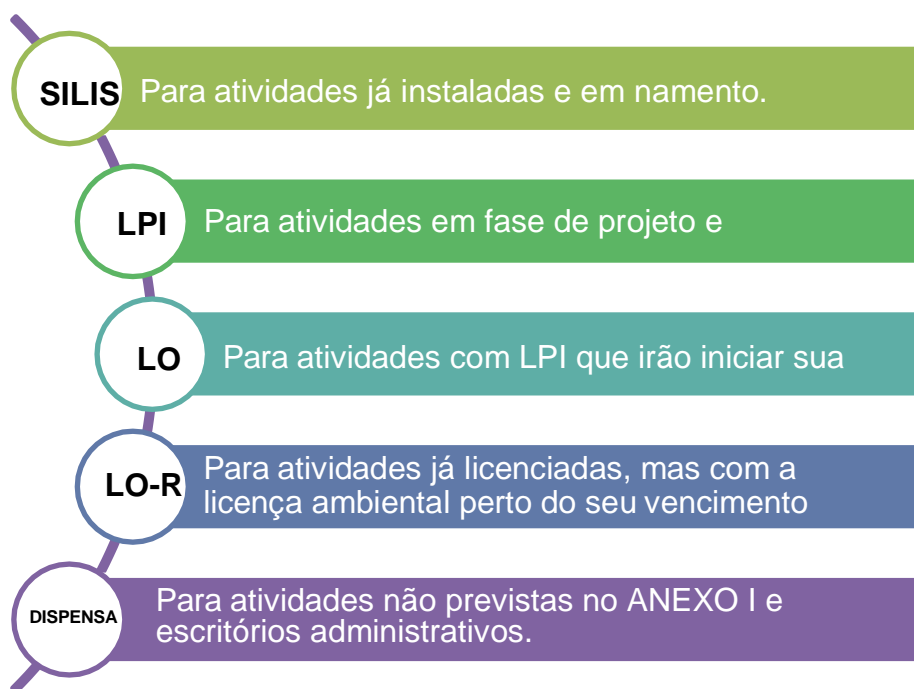 SILIS
Para atividades já instaladas e em namento.
LPI
Para atividades em fase de projeto e
LO
Para atividades com LPI que irão iniciar sua
LO-R
Para atividades já licenciadas, mas com a
licença ambiental perto do seu vencimento
DISPENSA
Para atividades não previstas no ANEXO I e
escritórios administrativos.